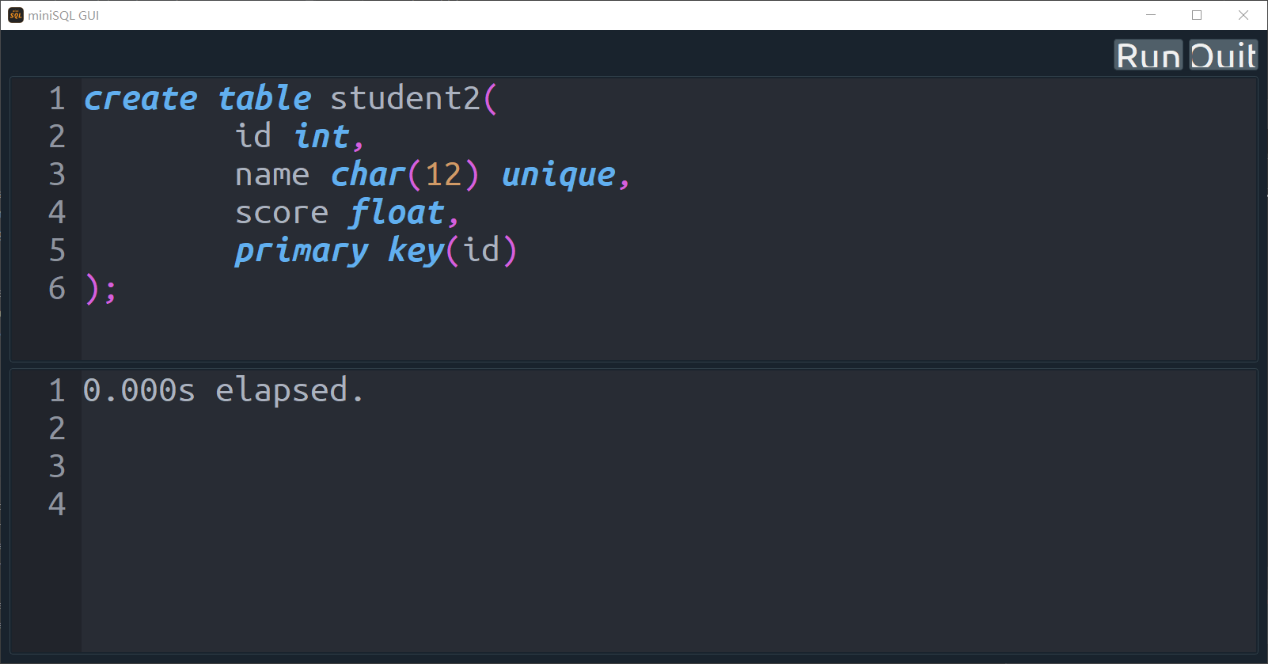 miniSQL GUI
Run Quit
1 create table student2(
2 id int,
3 name char(12) unique,
4 score float,
5 primary key(id)
6 );
1 0.000s elapsed.
2
3
4